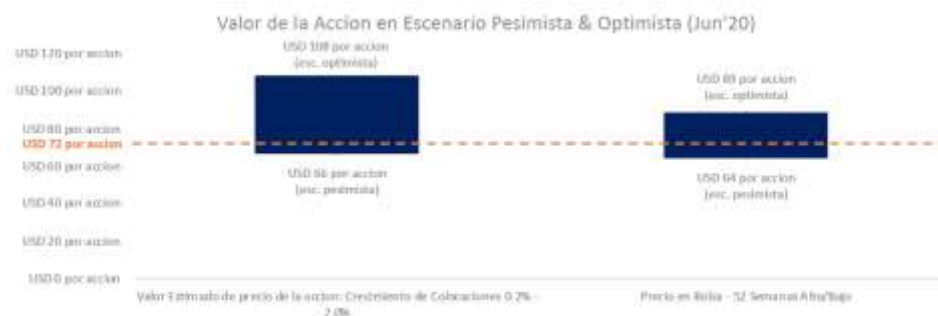 Valor de la Accion en Escenario Pesimista & Optimista (Jun'20)
USD 120 por accion
USD 100 por accion
USD 80 por accion
USD 72 por accion
USD 60 por accion
USD 40 por accion
USD 20 por accion
USD 0 por accion
USD 108 por accion
(esc. optimista)
USD 66 por accion
(esc. pesimista)
USD 89 por accion
(esc. optimista)
USD 64 por accion
(esc. pesimista)
Valor Estimado de precio de la accion: Crecimiento de Colocaciones 0.2% -
2.0%
Precio en Bolsa - 52 Semanas Alto/Bajo